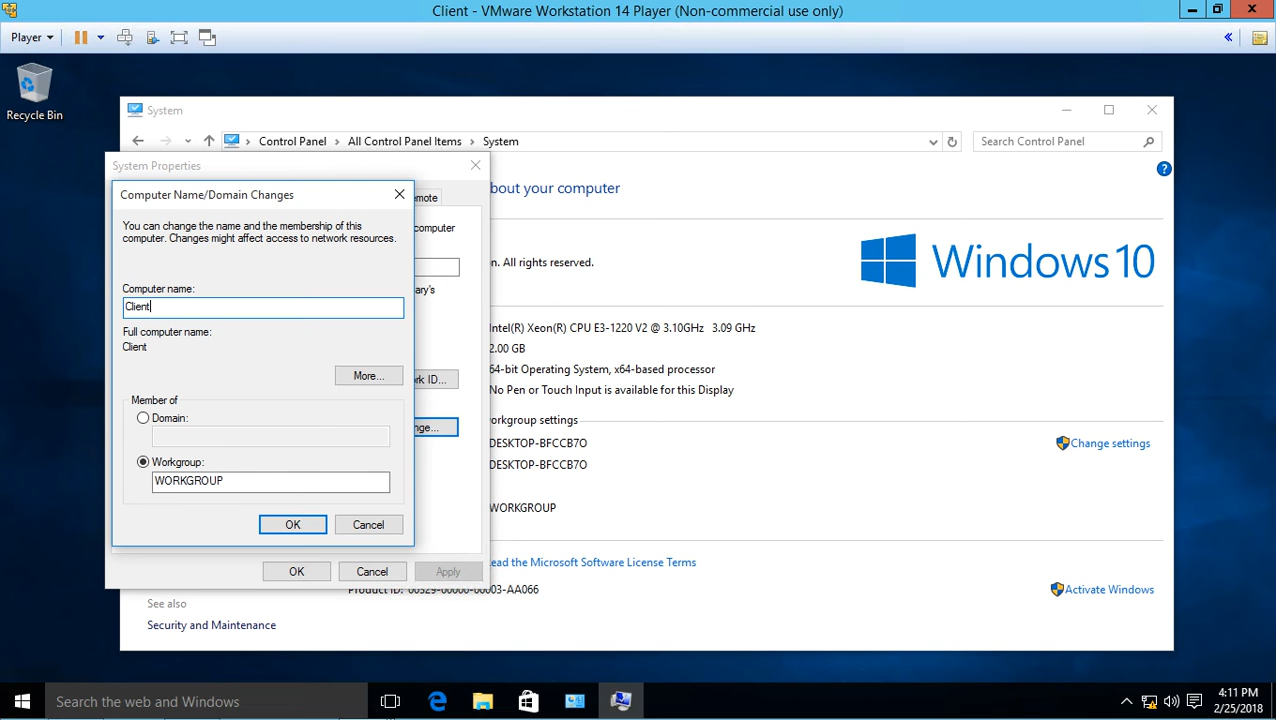 Client - VMware Workstation 14 Player (Non-commercial use only)
Player
Recycle Bin
System
Control Panel > All Control Panel Items > System
Search Control Panel
System Properties
bout your computer
Computer Name/Domain Changes
emote
You can change the name and the membership of this
computer. Changes might affect access to network resources.
computer
n. All rights reserved.
Windows 10
Computer name:
ary's
Client
Full computer name:
Client
Intel(R) Xeon(R) CPU E3-1220 V2 @ 3.10GHz 3.09 GHz
2.00 GB
64-bit Operating System, x64-based processor
No Pen or Touch Input is available for this Display
More...
rk ID...
Member of
Domain:
orkgroup settings
nge...
DESKTOP-BFCCB7O
Change settings
DESKTOP-BFCCB7O
Workgroup:
WORKGROUP
WORKGROUP
OK
Cancel
ead the Microsoft Software License Terms
OK
Cancel
Apply
Product ID: 00329-00000-00003-AA066
Activate Windows
See also
Security and Maintenance
Search the web and Windows
4:11 PM
2/25/2018